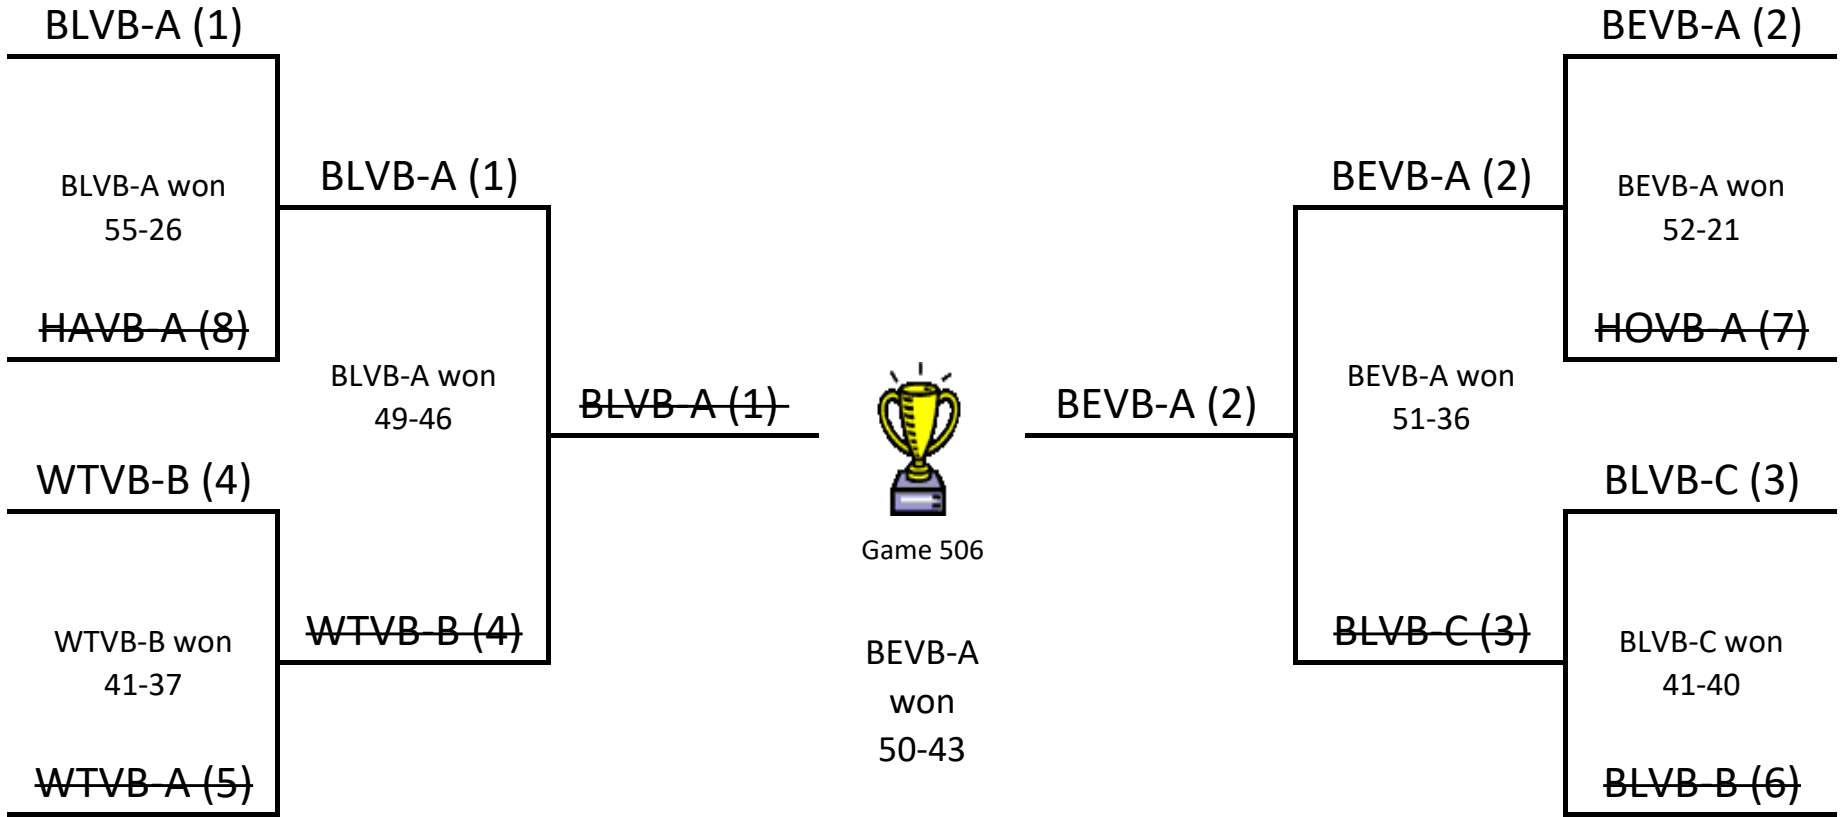 BLVB-A (1)
BLVB-A won
55-26
HAVB-A (8)
WTVB-B (4)
WTVB-B won
41-37
WTVB-A (5)
BLVB-A (1)
BLVB-A won
49-46
WTVB-B (4)
BLVB-A (1)
Game 506
BEVB-A
won
50-43
BEVB-A (2)
BEVB-A (2)
BEVB-A won
51-36
BLVB-C (3)
BEVB-A (2)
BEVB-A won
52-21
HOVB-A (7)
BLVB-C (3)
BLVB-C won
41-40
BLVB-B (6)